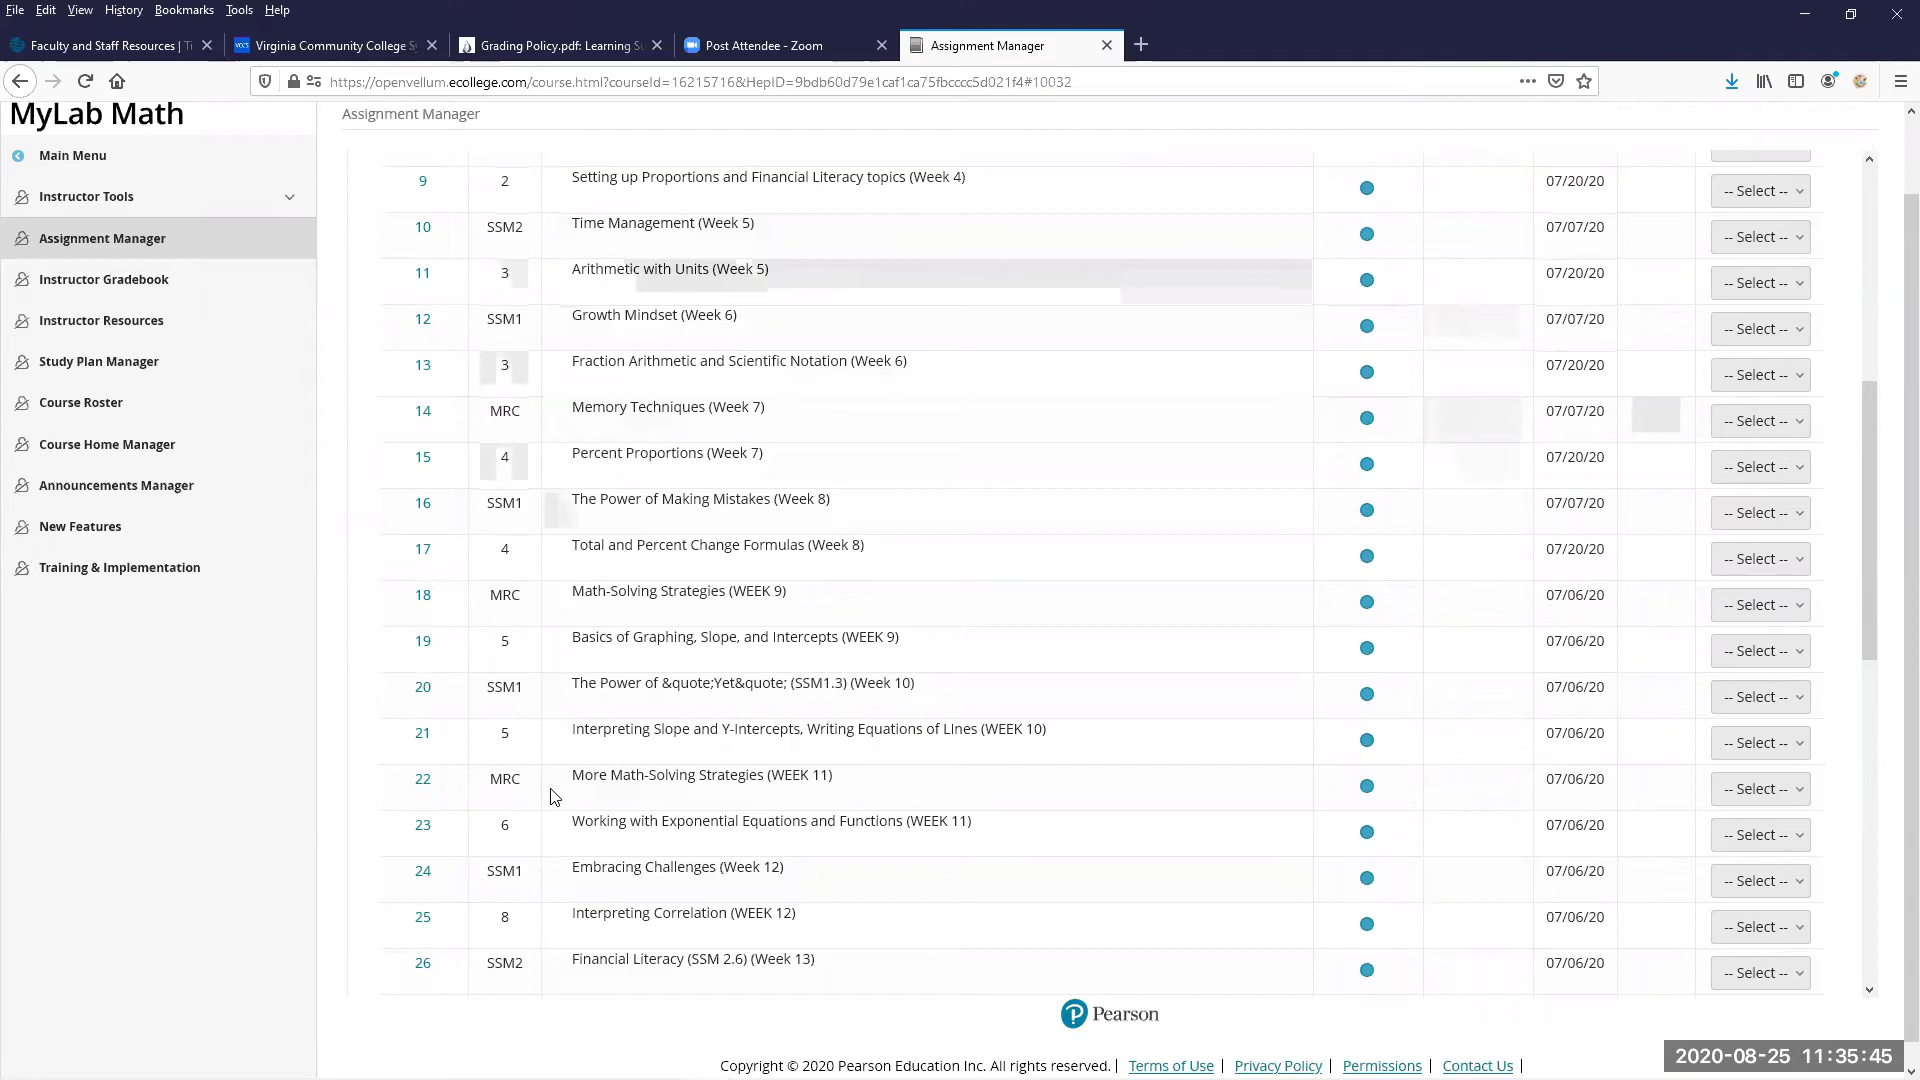 File Edit View History Bookmarks Tools Help
Faculty and Staff Resources | Ti
Virginia Community College Sy
Grading Policy.pdf: Learning Su
Post Attendee - Zoom
Assignment Manager
https://openvellum.ecollege.com/course.html?courseId=16215716&HepID=9bdb60d79e1caf1ca75fbcccc5d021f4#10032
MyLab Math
Main Menu
Instructor Tools
Assignment Manager
Instructor Gradebook
Instructor Resources
Study Plan Manager
Course Roster
Course Home Manager
Announcements Manager
New Features
Training & Implementation
Assignment Manager
9 2 Setting up Proportions and Financial Literacy topics (Week 4) 07/20/20 -- Select --
10 SSM2 Time Management (Week 5) 07/07/20 -- Select --
11 3 Arithmetic with Units (Week 5) 07/20/20 -- Select --
12 SSM1 Growth Mindset (Week 6) 07/07/20 -- Select --
13 3 Fraction Arithmetic and Scientific Notation (Week 6) 07/20/20 -- Select --
14 MRC Memory Techniques (Week 7) 07/07/20 -- Select --
15 4 Percent Proportions (Week 7) 07/20/20 -- Select --
16 SSM1 The Power of Making Mistakes (Week 8) 07/07/20 -- Select --
17 4 Total and Percent Change Formulas (Week 8) 07/20/20 -- Select --
18 MRC Math-Solving Strategies (WEEK 9) 07/06/20 -- Select --
19 5 Basics of Graphing, Slope, and Intercepts (WEEK 9) 07/06/20 -- Select --
20 SSM1 The Power of &quote;Yet&quote; (SSM1.3) (Week 10) 07/06/20 -- Select --
21 5 Interpreting Slope and Y-Intercepts, Writing Equations of LInes (WEEK 10) 07/06/20 -- Select --
22 MRC More Math-Solving Strategies (WEEK 11) 07/06/20 -- Select --
23 6 Working with Exponential Equations and Functions (WEEK 11) 07/06/20 -- Select --
24 SSM1 Embracing Challenges (Week 12) 07/06/20 -- Select --
25 8 Interpreting Correlation (WEEK 12) 07/06/20 -- Select --
26 SSM2 Financial Literacy (SSM 2.6) (Week 13) 07/06/20 -- Select --
Pearson
Copyright © 2020 Pearson Education Inc. All rights reserved. | Terms of Use | Privacy Policy | Permissions | Contact Us |
2020-08-25 11:35:45